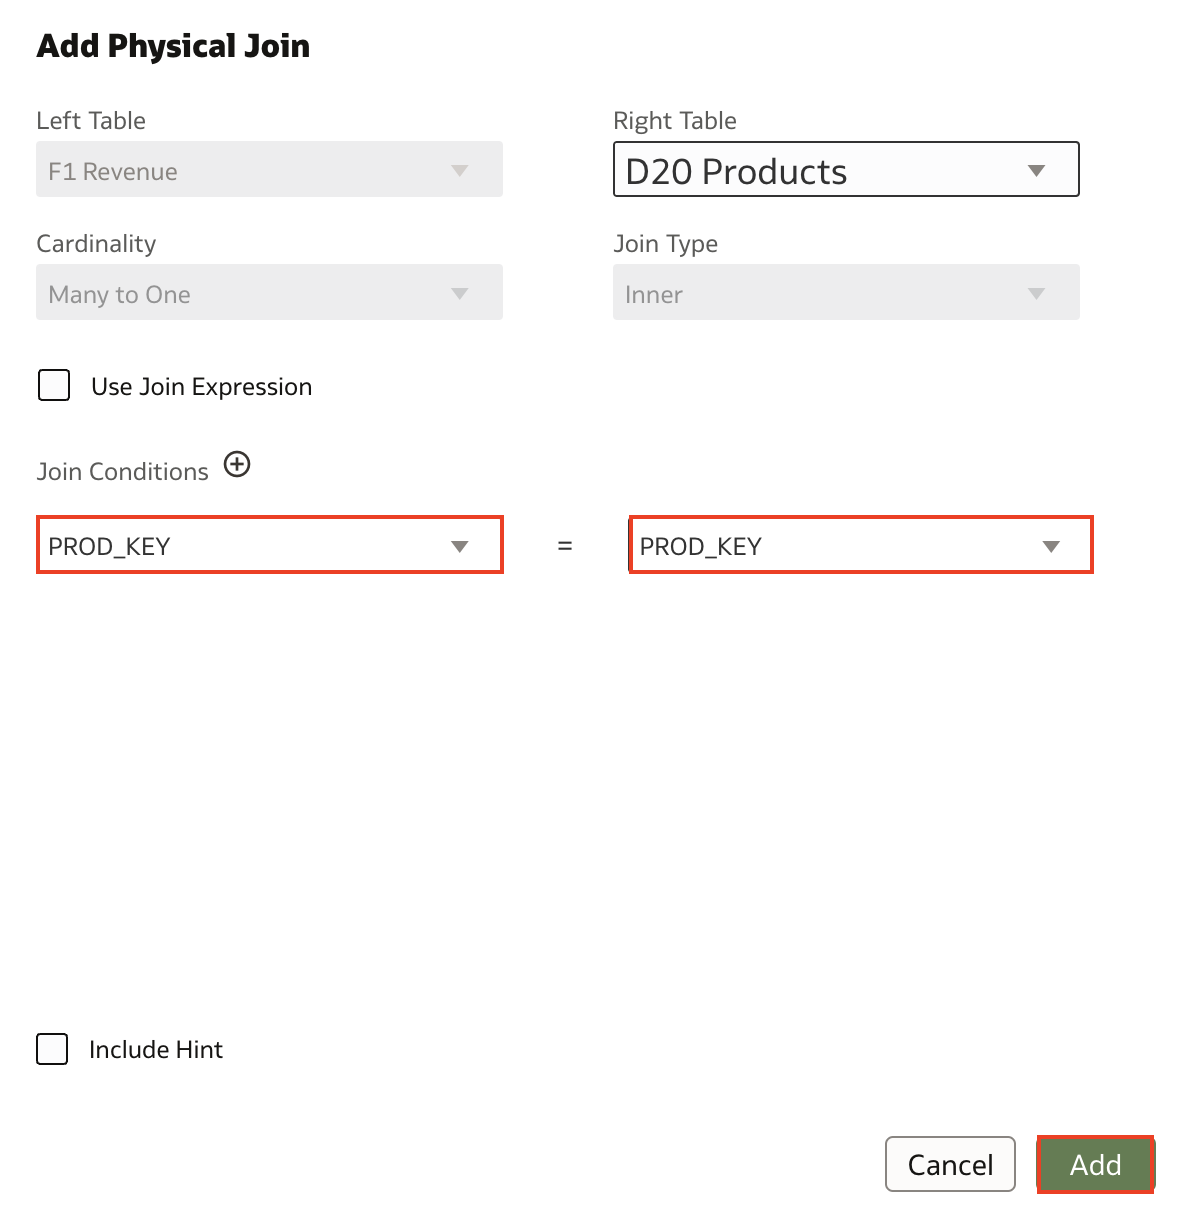 Add Physical Join
Left Table
Right Table
F1 Revenue
D20 Products
Cardinality
Join Type
Many to One
Inner
Use Join Expression
Join Conditions
PROD_KEY = PROD_KEY
Include Hint
Cancel
Add